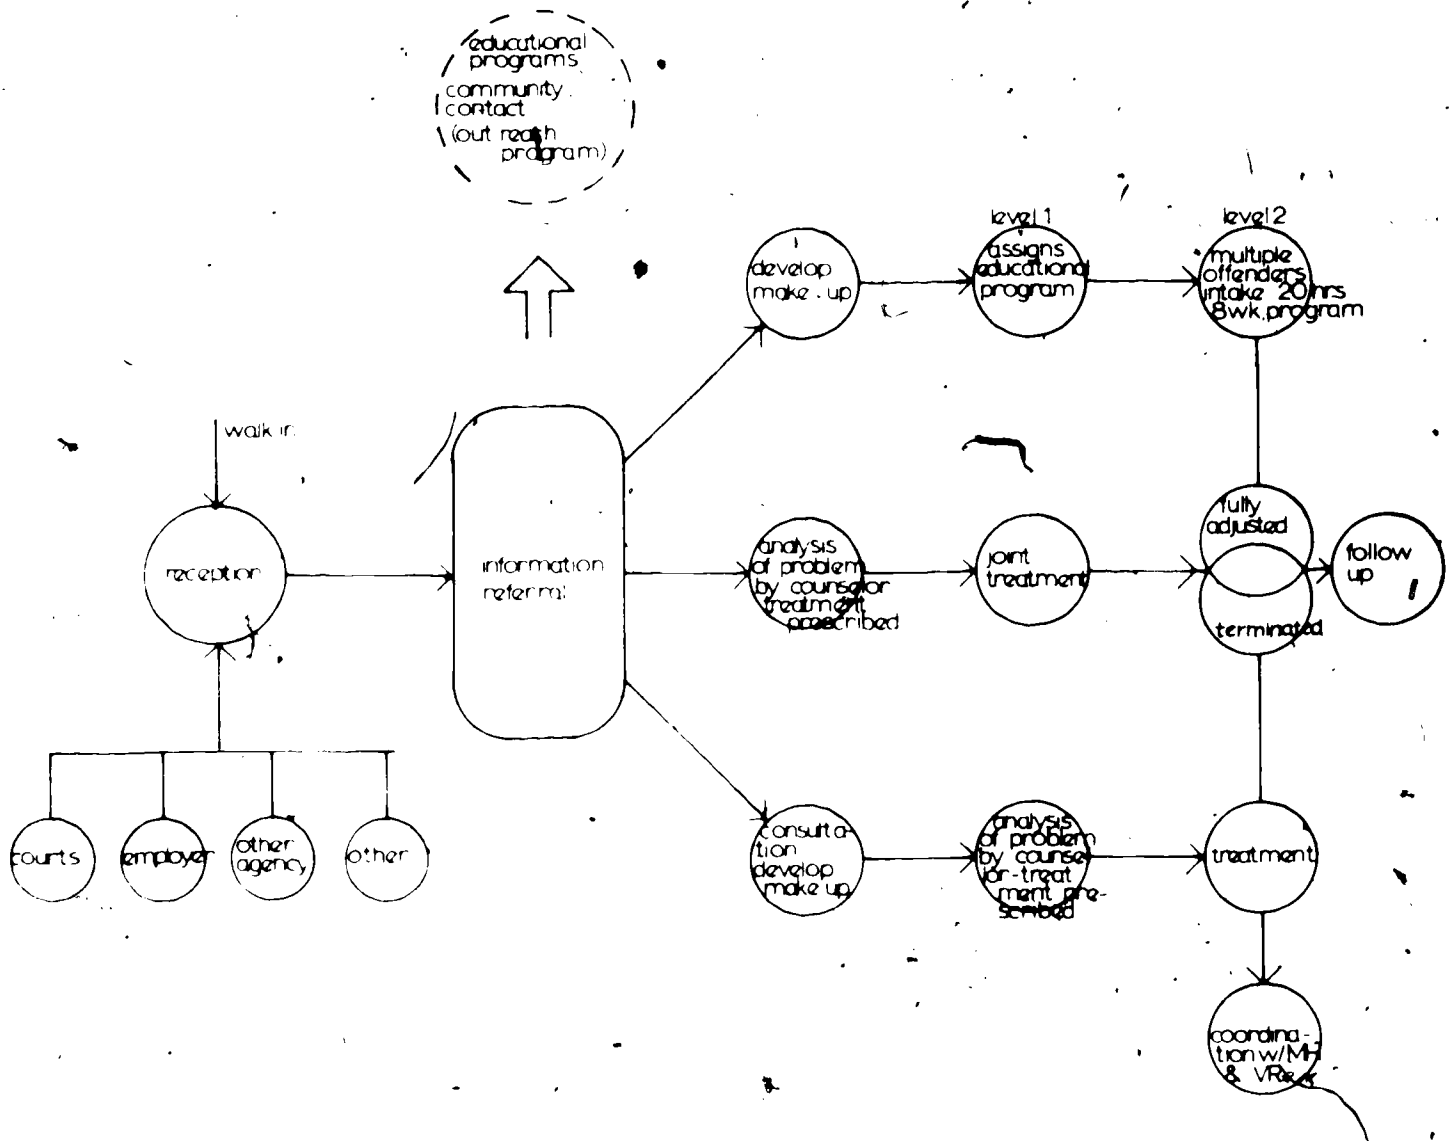 educational
programs
community
contact
(out reach
program)
level 1
level 2
develop
make-up
assigns
educational
program
multiple
offenders
intake 20 hrs
8wk. program
walk in
reception
information
referral
analysis
of problem
by counselor
treatment
prescribed
joint
treatment
fully
adjusted
terminated
follow
up
courts
employer
other
agency
other
consulta-
tion
develop
make up
analysis
of problem
by counse-
lor-treat
ment pre-
scribed
treatment
coordina-
tion w/MH
& VR